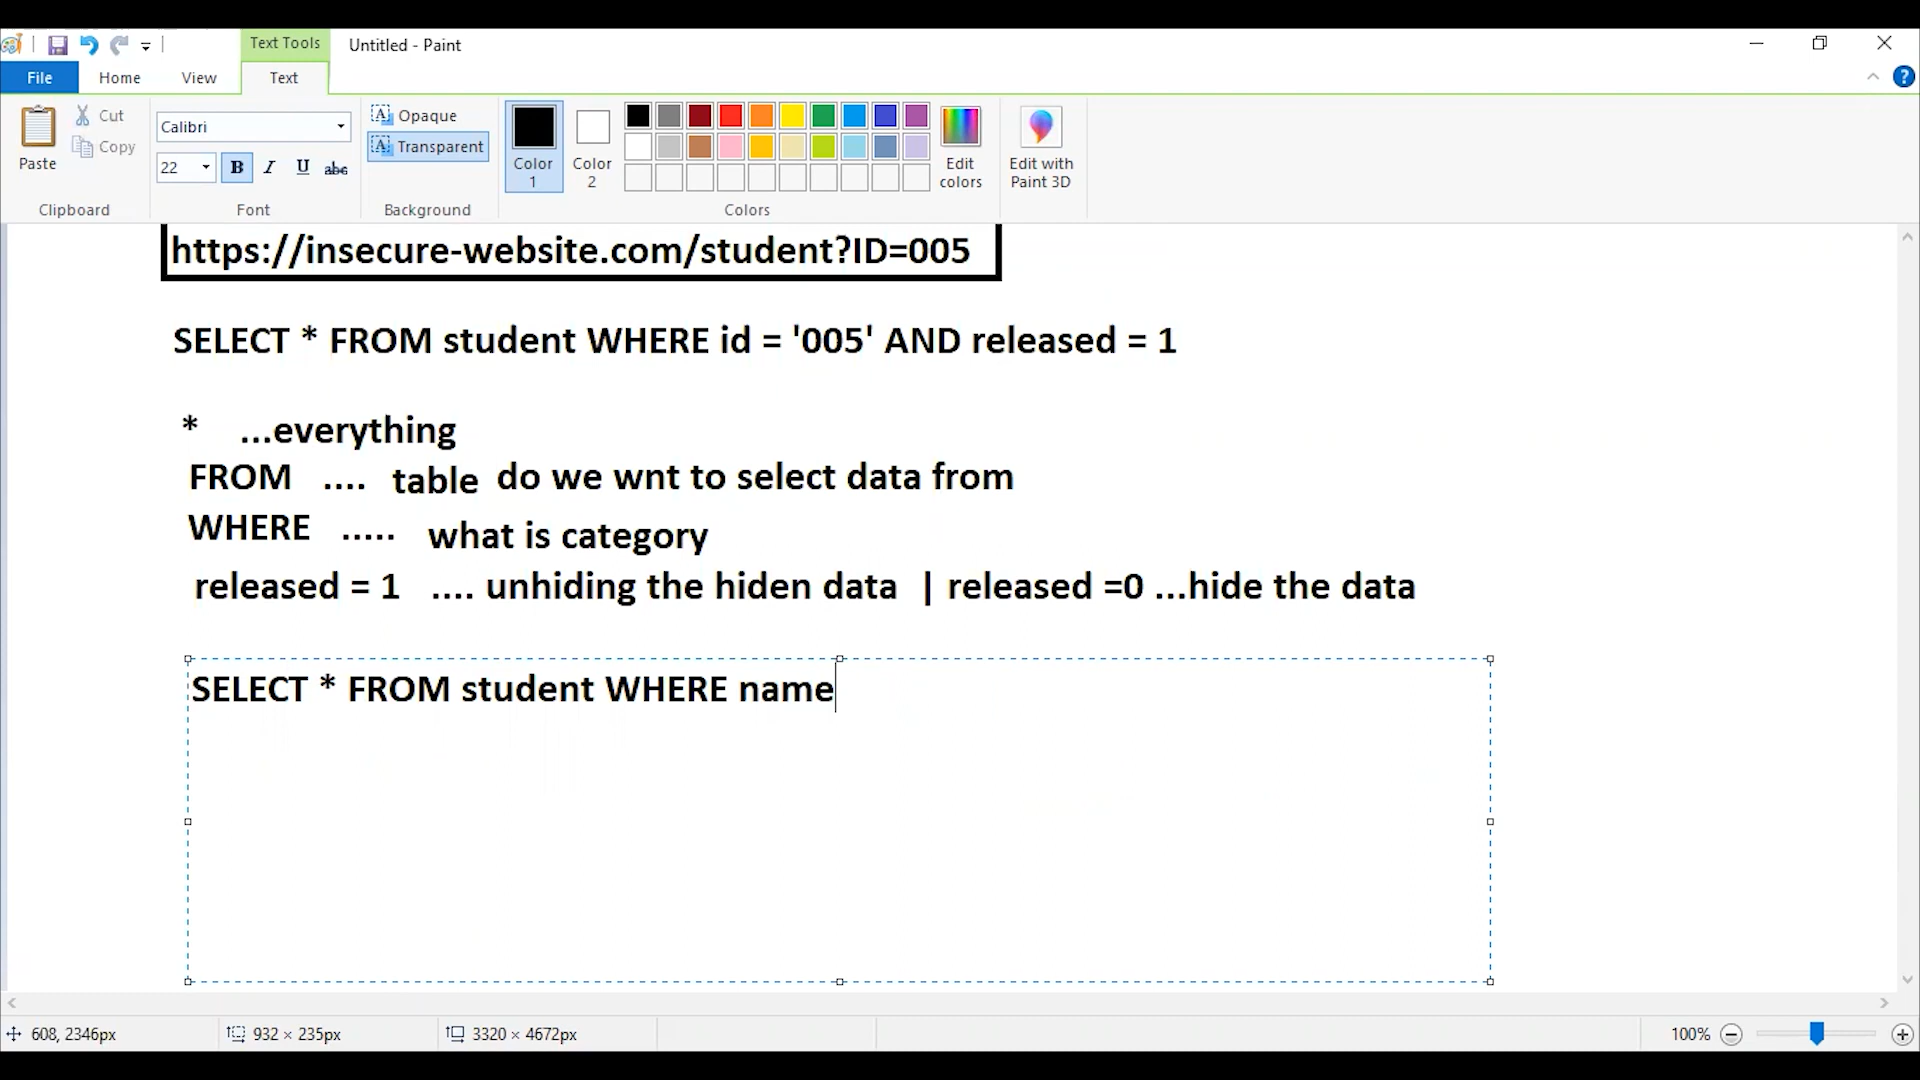 Text Tools
Untitled - Paint
File
Home
View
Text
Paste
Cut
Copy
Clipboard
Calibri
22
B
I
U
abc
Font
Opaque
Transparent
Background
Color
1
Color
2
Edit
colors
Colors
Edit with
Paint 3D
https://insecure-website.com/student?ID=005
SELECT * FROM student WHERE id = '005' AND released = 1
* ...everything
FROM .... table do we wnt to select data from
WHERE ..... what is category
released = 1 .... unhiding the hiden data | released =0 ...hide the data
SELECT * FROM student WHERE name
608, 2346px
932 × 235px
3320 × 4672px
100%